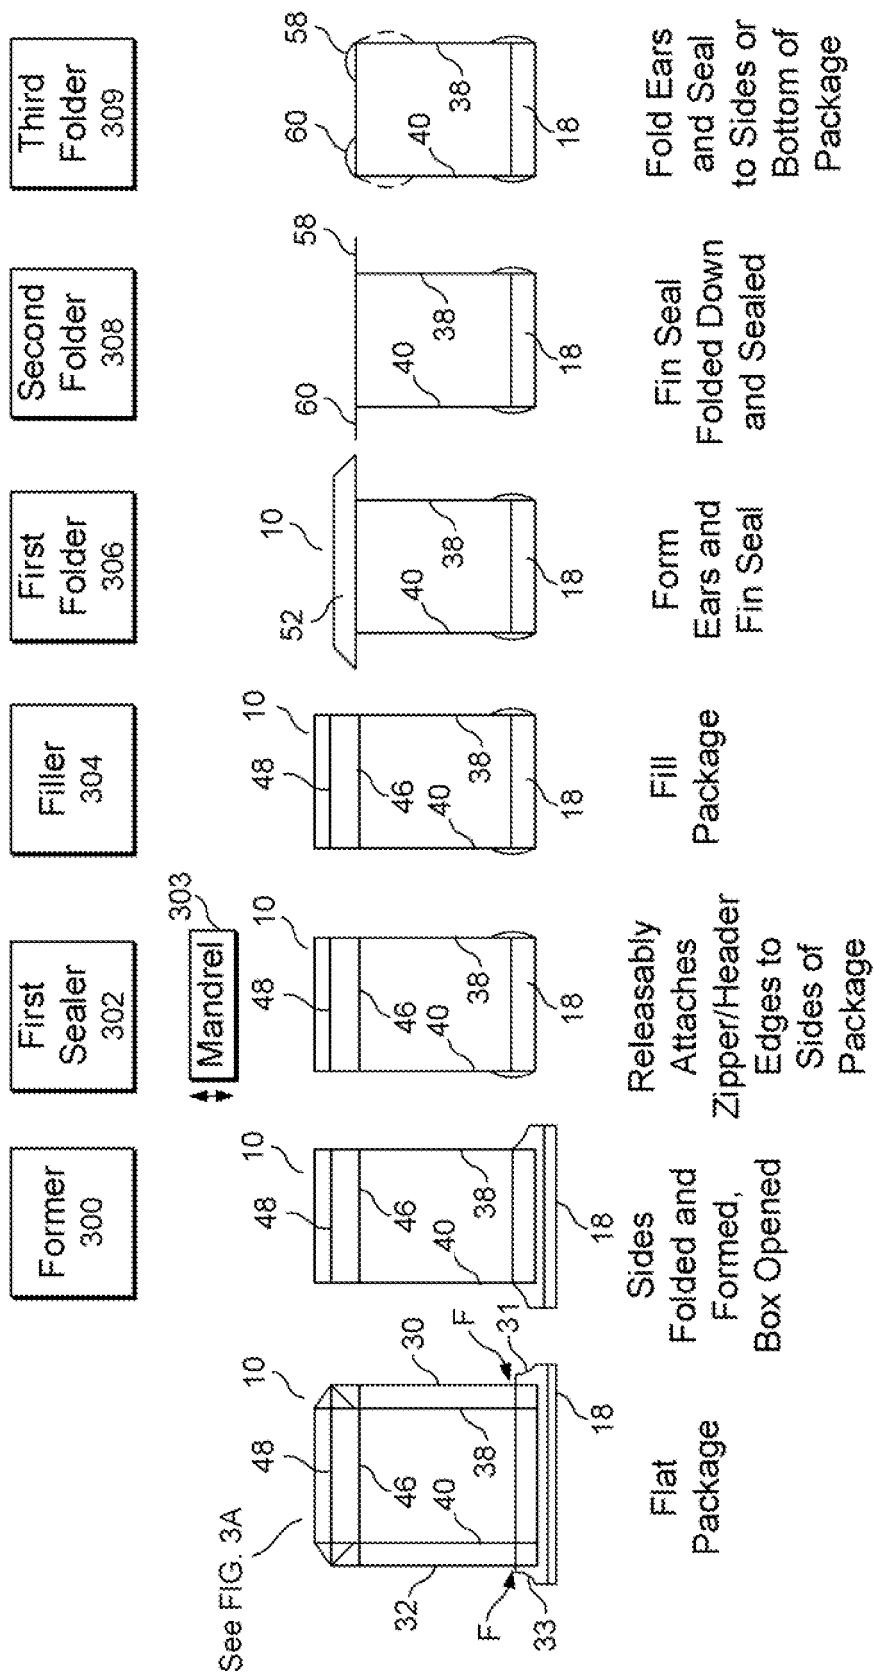 Former
300
First
Sealer
302
Filler
304
First
Folder
306
Second
Folder
308
Third
Folder
309
Mandrel
303
See FIG. 3A
10
48
46
40
38
32
30
F
F
33
31
18
Flat
Package
10
48
46
40
38
18
Sides
Folded and
Formed,
Box Opened
10
48
46
40
38
18
Releasably
Attaches
Zipper/Header
Edges to
Sides of
Package
10
48
46
40
38
18
Fill
Package
10
52
40
38
18
Form
Ears and
Fin Seal
60
58
40
38
18
Fin Seal
Folded Down
and Sealed
60
58
40
38
18
Fold Ears
and Seal
to Sides or
Bottom of
Package